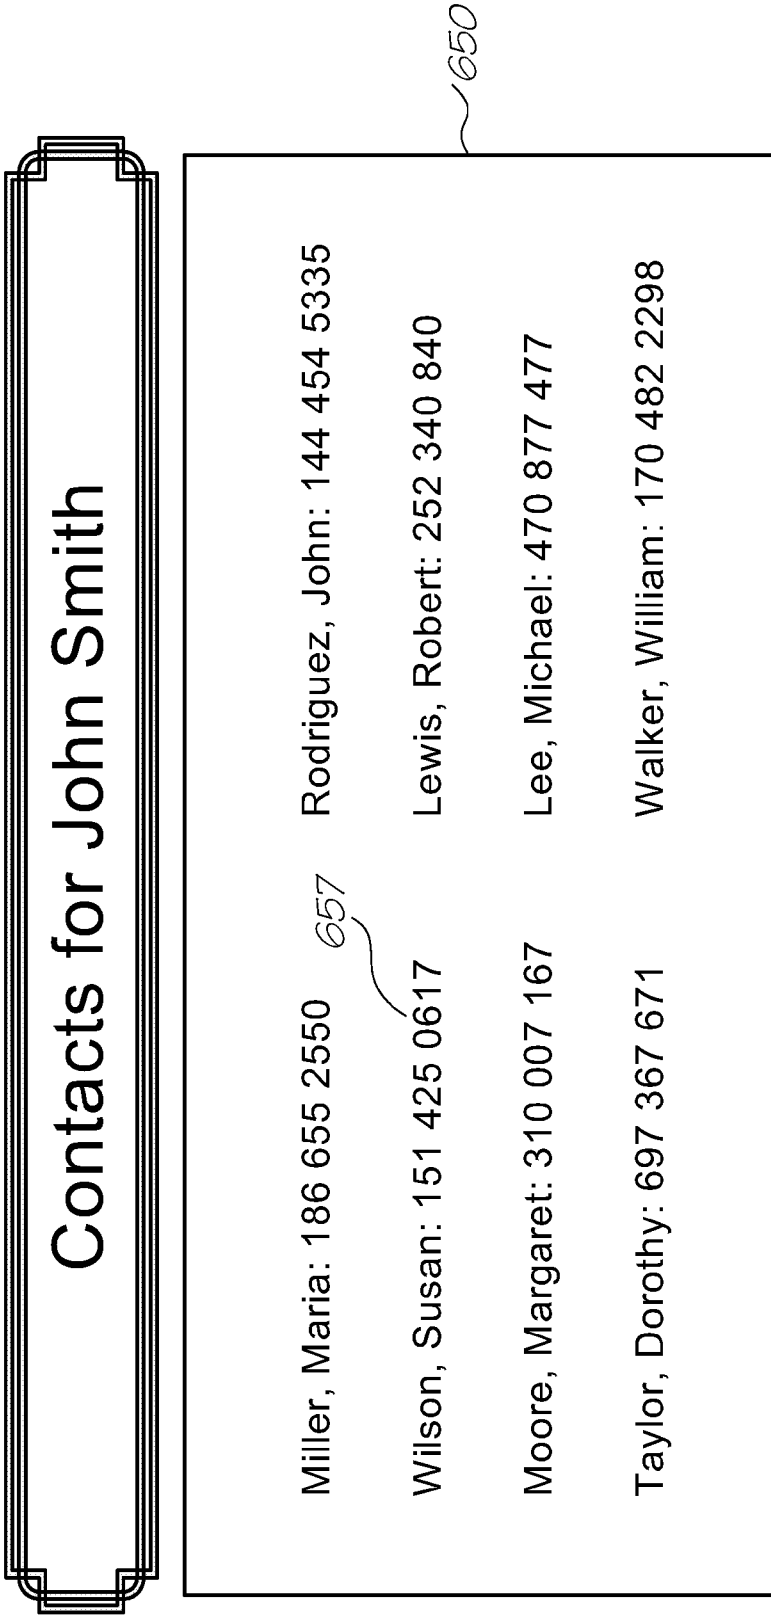 Contacts for John Smith
650
Miller, Maria: 186 655 2550
Rodriguez, John: 144 454 5335
657
Wilson, Susan: 151 425 0617
Lewis, Robert: 252 340 840
Moore, Margaret: 310 007 167
Lee, Michael: 470 877 477
Taylor, Dorothy: 697 367 671
Walker, William: 170 482 2298